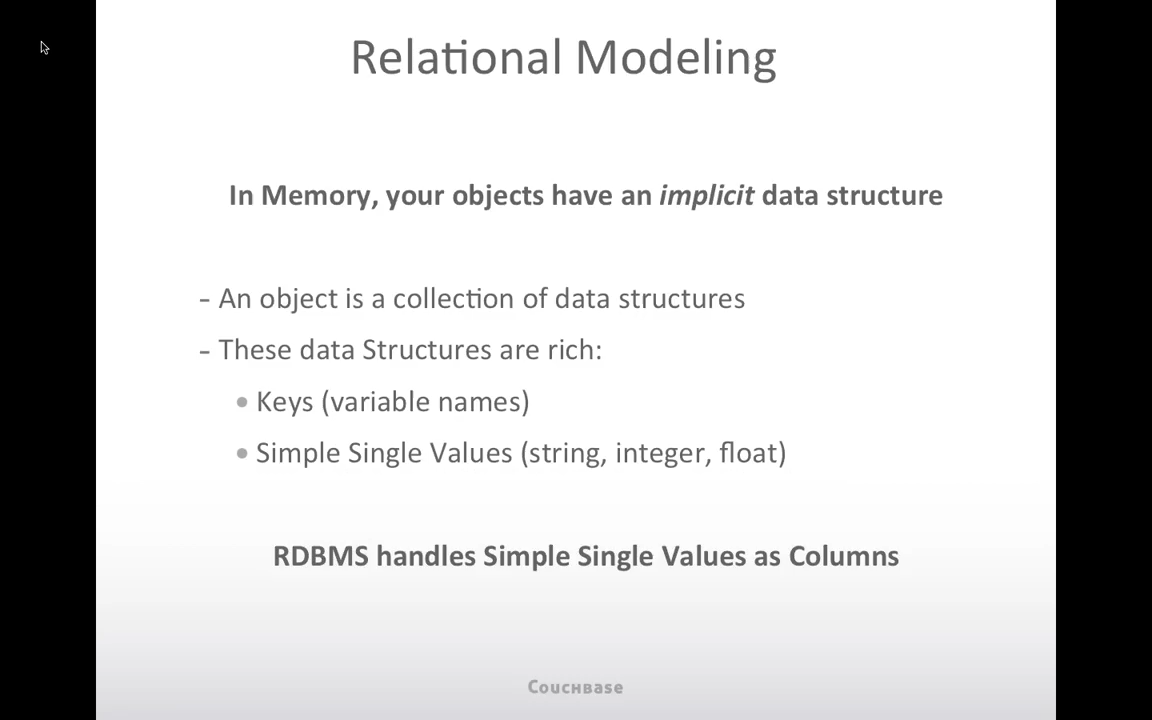 Relational Modeling
In Memory, your objects have an implicit data structure
- An object is a collection of data structures
- These data Structures are rich:
• Keys (variable names)
• Simple Single Values (string, integer, float)
RDBMS handles Simple Single Values as Columns
Couchbase